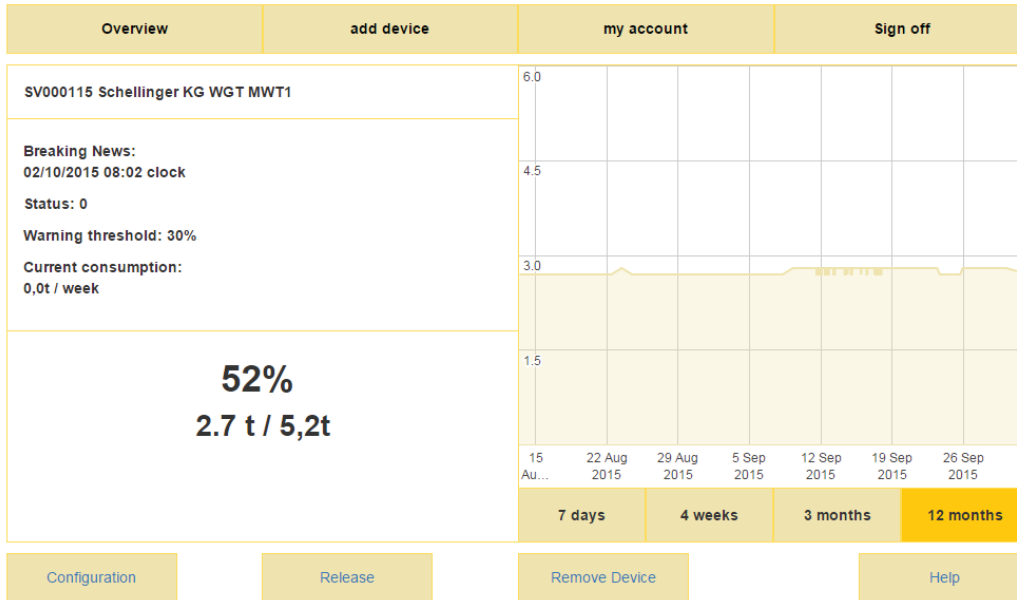 Overview
add device
my account
Sign off
SV000115 Schellinger KG WGT MWT1
Breaking News:
02/10/2015 08:02 clock
Status: 0
Warning threshold: 30%
Current consumption:
0,0t / week
52%
2.7 t / 5,2t
6.0
4.5
3.0
1.5
15 Au...
22 Aug 2015
29 Aug 2015
5 Sep 2015
12 Sep 2015
19 Sep 2015
26 Sep 2015
7 days
4 weeks
3 months
12 months
Configuration
Release
Remove Device
Help